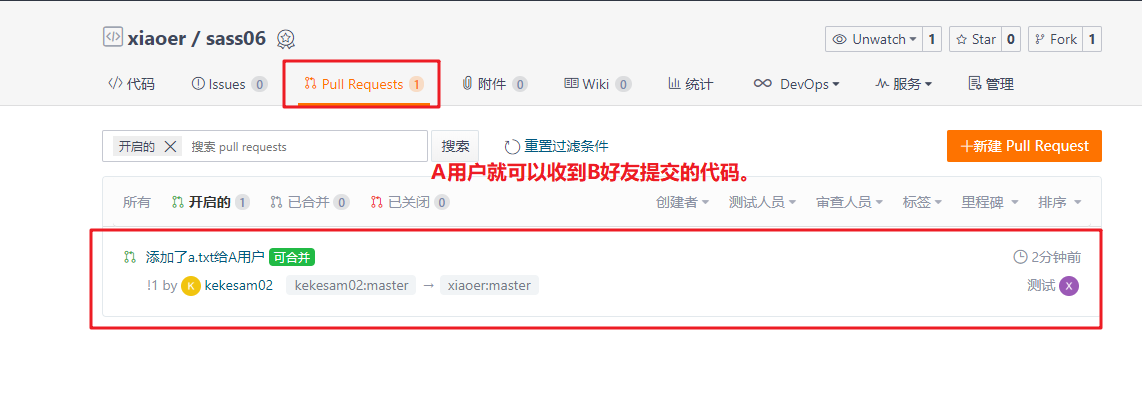 xiaoer / sass06
Unwatch 1 Star 0 Fork 1
代码 Issues 0 Pull Requests 1 附件 0 Wiki 0 统计 DevOps 服务 管理
开启的 搜索 pull requests 搜索 重置过滤条件 新建 Pull Request
A用户就可以收到B好友提交的代码。
所有 开启的 1 已合并 0 已关闭 0 创建者 测试人员 审查人员 标签 里程碑 排序
添加了a.txt给A用户 可合并 2分钟前
!1 by K kekesam02 kekesam02:master → xiaoer:master 测试 X